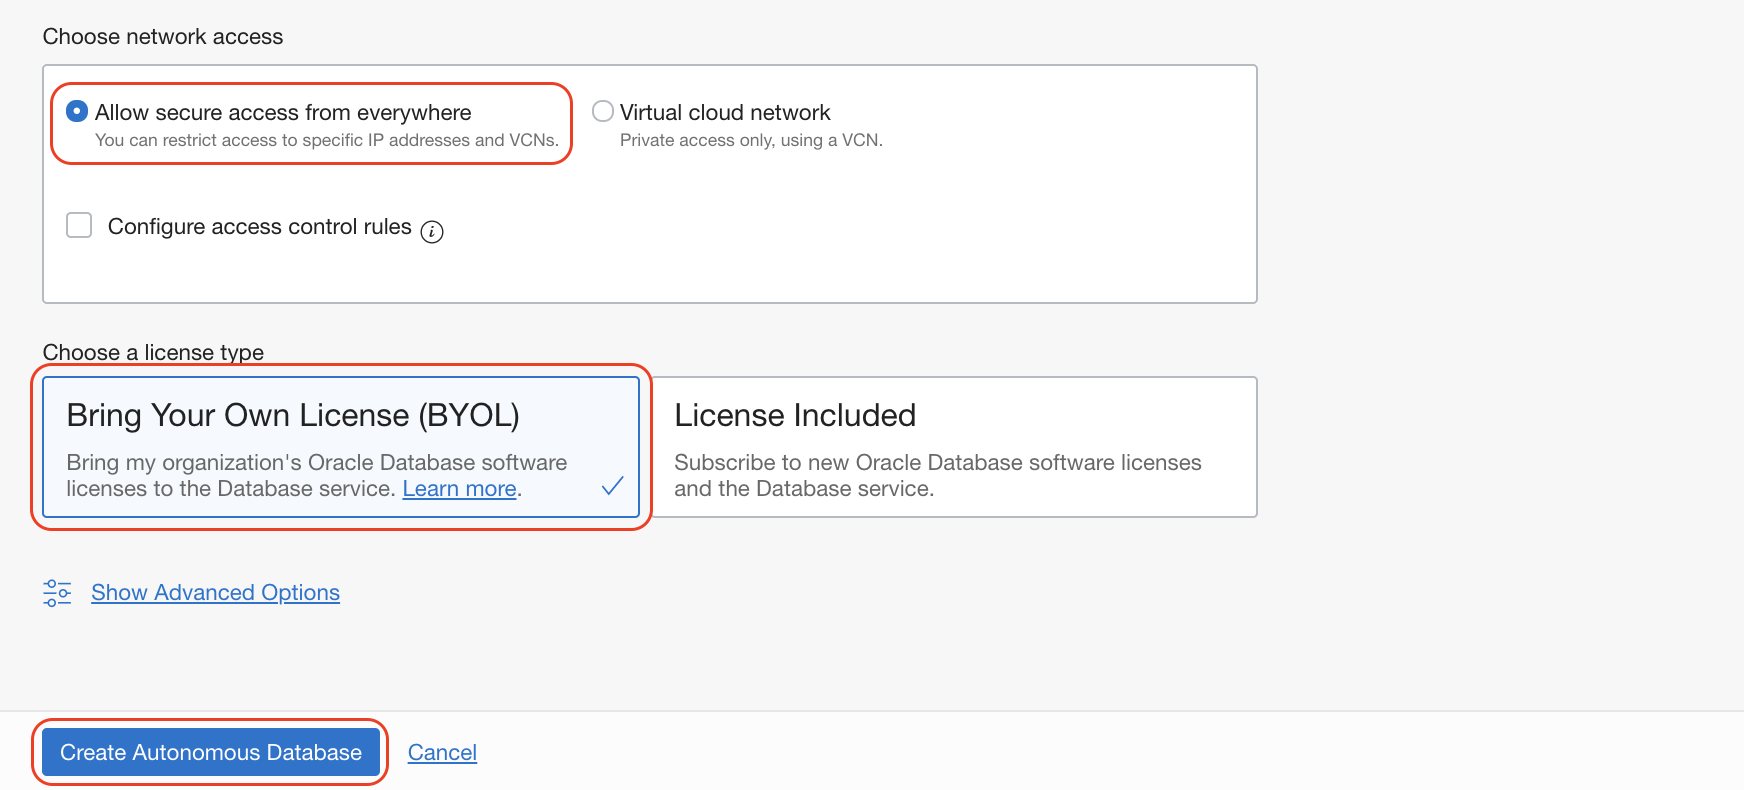 Choose network access
Allow secure access from everywhere
You can restrict access to specific IP addresses and VCNs.
Virtual cloud network
Private access only, using a VCN.
Configure access control rules i
Choose a license type
Bring Your Own License (BYOL)
Bring my organization's Oracle Database software
licenses to the Database service. Learn more.
License Included
Subscribe to new Oracle Database software licenses
and the Database service.
Show Advanced Options
Create Autonomous Database
Cancel